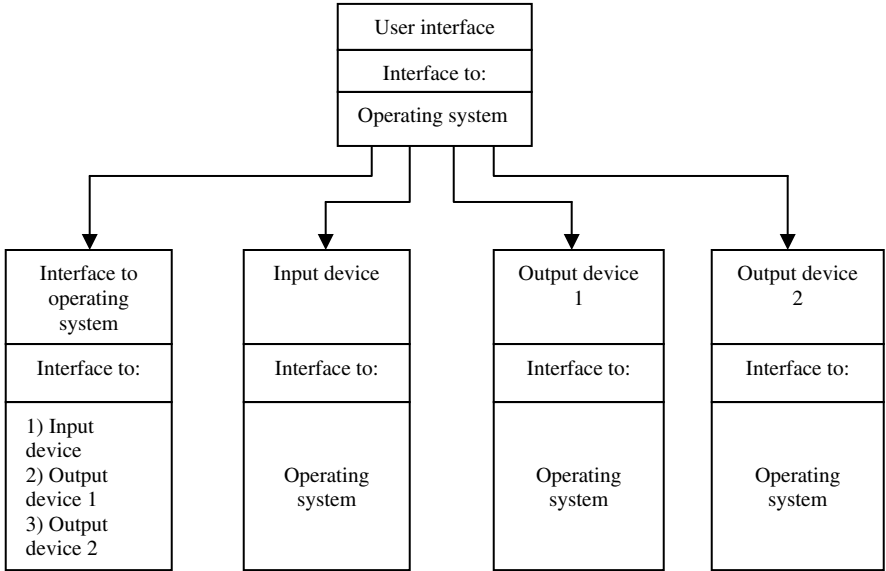 User interface
Interface to:
Operating system
Interface to
operating
system
Interface to:
1) Input
device
2) Output
device 1
3) Output
device 2
Input device
Interface to:
Operating
system
Output device
1
Interface to:
Operating
system
Output device
2
Interface to:
Operating
system